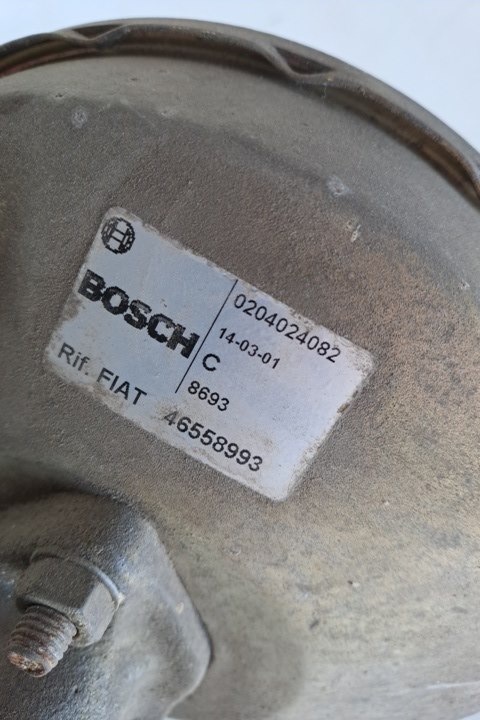 BOSCH
0204024082
14-03-01
C
8693
Rif. FIAT 46558993